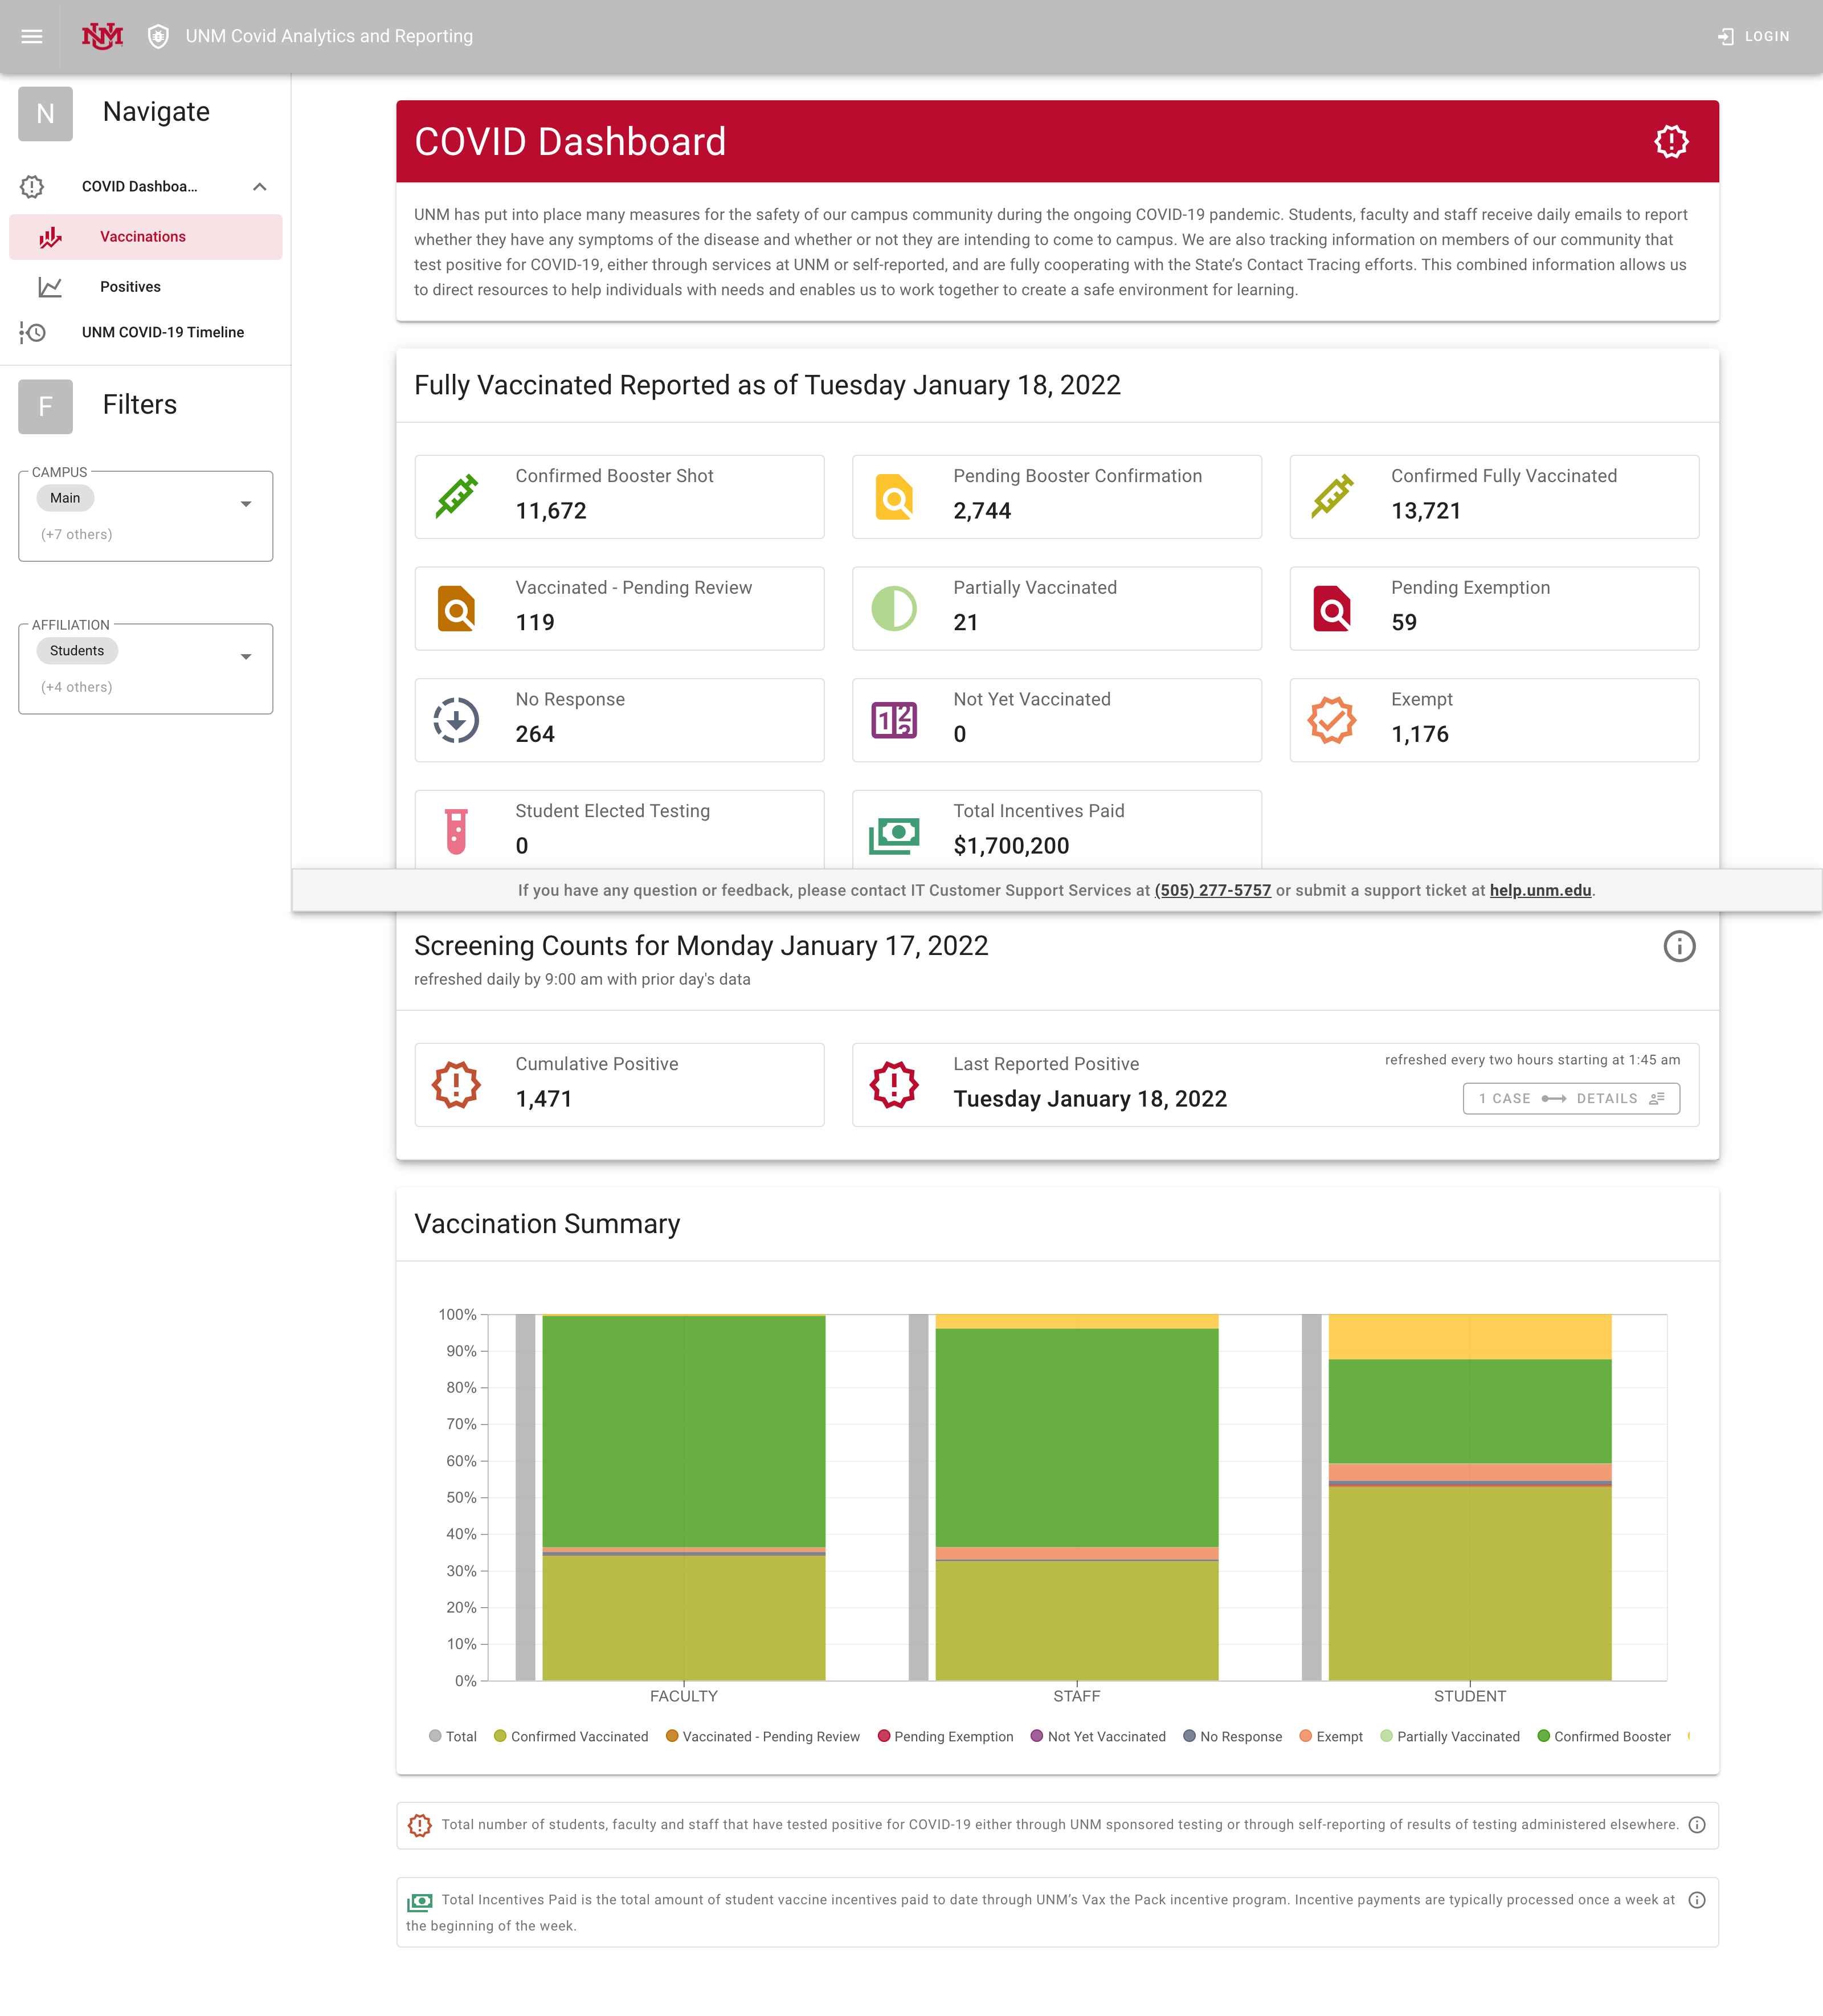 UNM
UNM Covid Analytics and Reporting
LOGIN
N
Navigate
COVID Dashboa...
Vaccinations
Positives
UNM COVID-19 Timeline
F
Filters
CAMPUS
Main
(+7 others)
AFFILIATION
Students
(+4 others)
COVID Dashboard
UNM has put into place many measures for the safety of our campus community during the ongoing COVID-19 pandemic. Students, faculty and staff receive daily emails to report
whether they have any symptoms of the disease and whether or not they are intending to come to campus. We are also tracking information on members of our community that
test positive for COVID-19, either through services at UNM or self-reported, and are fully cooperating with the State’s Contact Tracing efforts. This combined information allows us
to direct resources to help individuals with needs and enables us to work together to create a safe environment for learning.
Fully Vaccinated Reported as of Tuesday January 18, 2022
Confirmed Booster Shot
11,672
Pending Booster Confirmation
2,744
Confirmed Fully Vaccinated
13,721
Vaccinated - Pending Review
119
Partially Vaccinated
21
Pending Exemption
59
No Response
264
Not Yet Vaccinated
0
Exempt
1,176
Student Elected Testing
0
Total Incentives Paid
$1,700,200
If you have any question or feedback, please contact IT Customer Support Services at (505) 277-5757 or submit a support ticket at help.unm.edu.
Screening Counts for Monday January 17, 2022
refreshed daily by 9:00 am with prior day's data
Cumulative Positive
1,471
Last Reported Positive
Tuesday January 18, 2022
refreshed every two hours starting at 1:45 am
1 CASE DETAILS
Vaccination Summary
100%
90%
80%
70%
60%
50%
40%
30%
20%
10%
0%
FACULTY STAFF STUDENT
Total Confirmed Vaccinated Vaccinated - Pending Review Pending Exemption Not Yet Vaccinated No Response Exempt Partially Vaccinated Confirmed Booster
Total number of students, faculty and staff that have tested positive for COVID-19 either through UNM sponsored testing or through self-reporting of results of testing administered elsewhere.
Total Incentives Paid is the total amount of student vaccine incentives paid to date through UNM’s Vax the Pack incentive program. Incentive payments are typically processed once a week at
the beginning of the week.